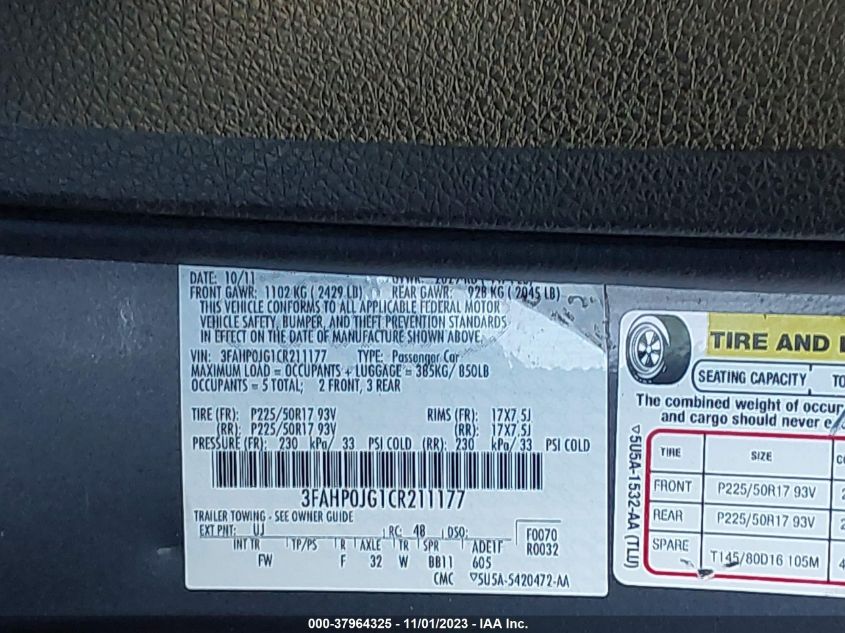 DATE: 10/11
FRONT GAWR: 1102 KG ( 2429 LB) REAR GAWR: 928 KG ( 2045 LB)
THIS VEHICLE CONFORMS TO ALL APPLICABLE FEDERAL MOTOR
VEHICLE SAFETY, BUMPER, AND THEFT PREVENTION STANDARDS
IN EFFECT ON THE DATE OF MANUFACTURE SHOWN ABOVE.
VIN: 3FAHP0JG1CR211177 TYPE: Passenger Car
MAXIMUM LOAD = OCCUPANTS + LUGGAGE = 385KG/ 850LB
OCCUPANTS = 5 TOTAL; 2 FRONT, 3 REAR
TIRE (FR): P225/50R17 93V RIMS (FR): 17X7.5J
(RR): P225/50R17 93V (RR): 17X7.5J
PRESSURE (FR): 230 kPa/ 33 PSI COLD (RR): 230 kPa/ 33 PSI COLD
3FAHP0JG1CR211177
TRAILER TOWING - SEE OWNER GUIDE
EXT PNT: UJ RC: 48 DSO: F0070
R0032
INT TR TP/PS R AXLE TR SPR ADE1F
FW F 32 W BB11 605
CMC 5U5A-5420472-AA
TIRE AND
SEATING CAPACITY
The combined weight of
and cargo should never
5U5A-1532-AA (TLU)
TIRE SIZE
FRONT P225/50R17 93V
REAR P225/50R17 93V
SPARE T145/80D16 105M
000-37964325 - 11/01/2023 - IAA Inc.